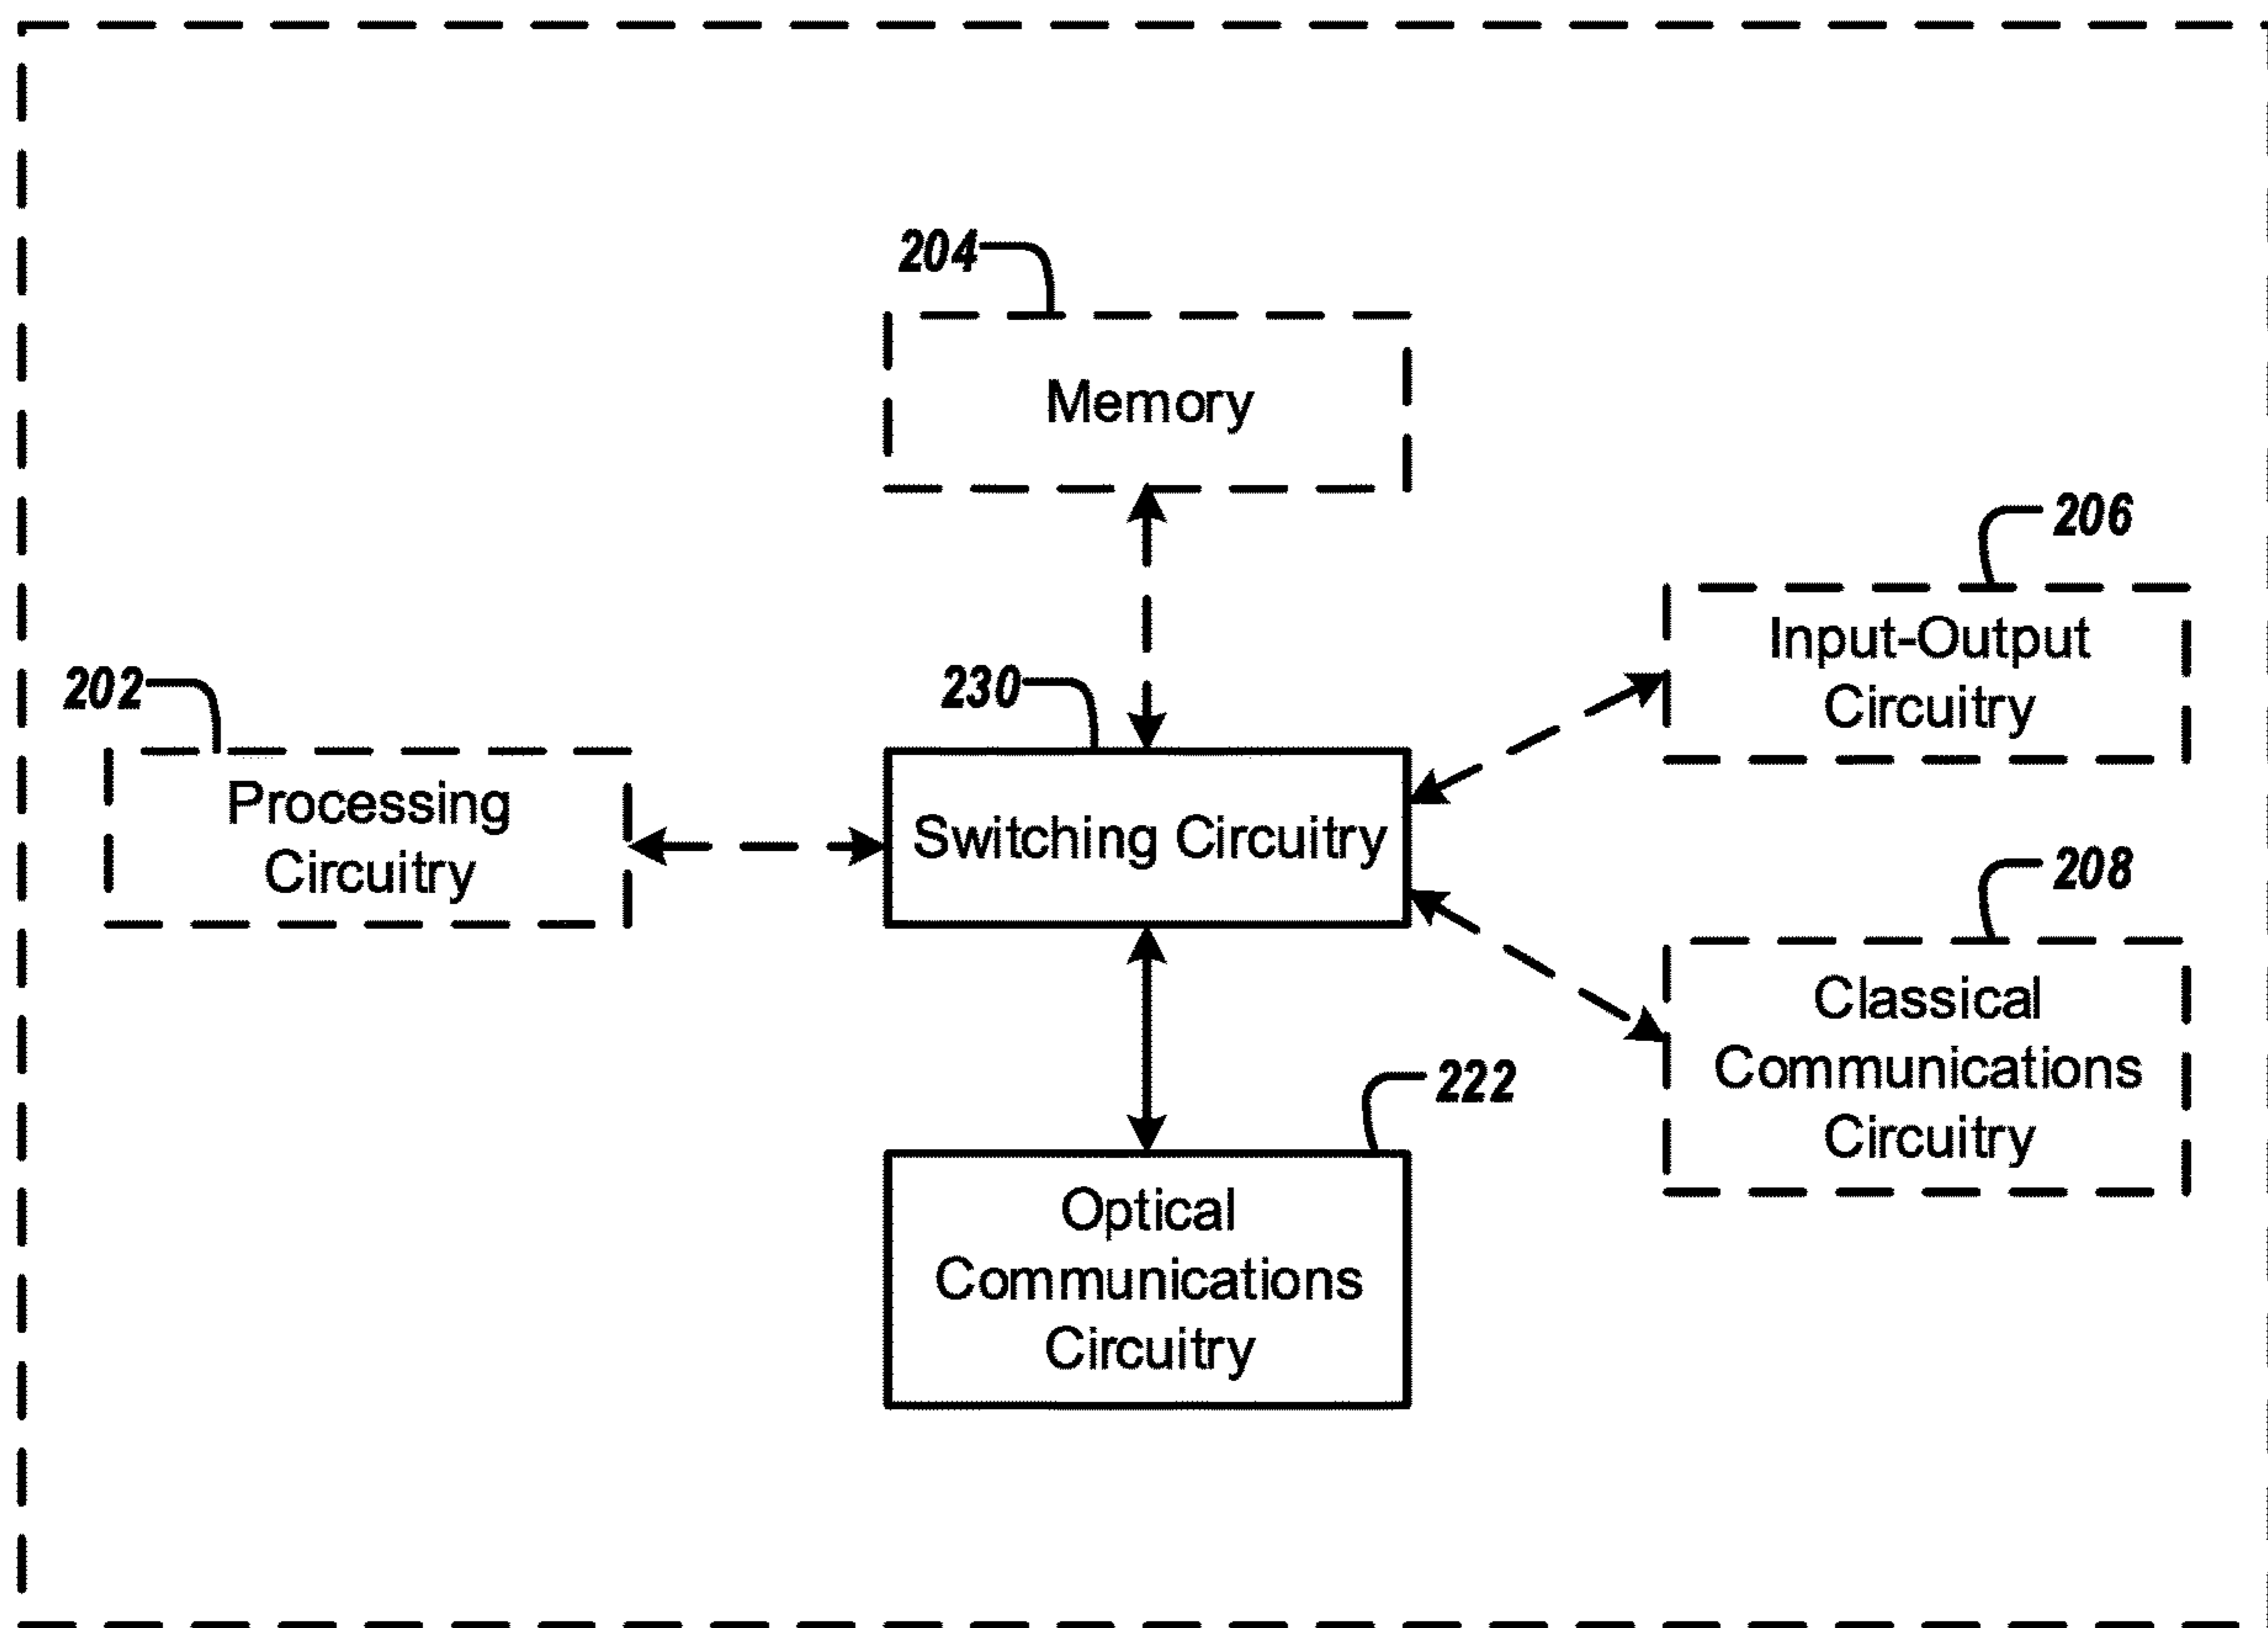 204
Memory
206
Input-Output
Circuitry
202
Processing
Circuitry
230
Switching Circuitry
208
Classical
Communications
Circuitry
222
Optical
Communications
Circuitry